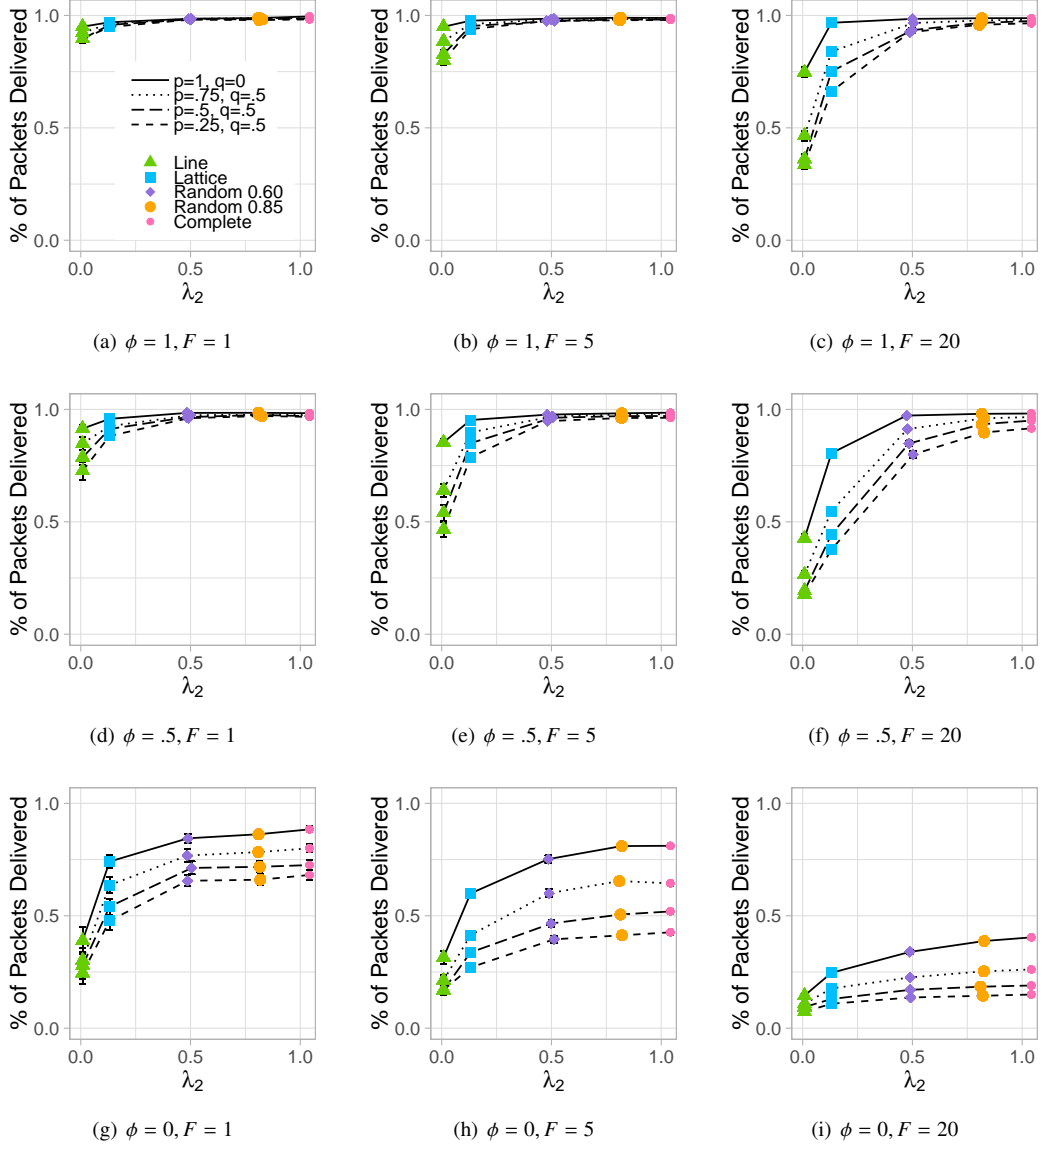 % of Packets Delivered
1.0
0.5
0.0
p=1, q=0
p=.75, q=.5
p=.5, q=.5
p=.25, q=.5
Line
Lattice
Random 0.60
Random 0.85
Complete
0.0 0.5 1.0
λ2
(a) ϕ = 1, F = 1
% of Packets Delivered
1.0
0.5
0.0
0.0 0.5 1.0
λ2
(b) ϕ = 1, F = 5
% of Packets Delivered
1.0
0.5
0.0
0.0 0.5 1.0
λ2
(c) ϕ = 1, F = 20
% of Packets Delivered
1.0
0.5
0.0
0.0 0.5 1.0
λ2
(d) ϕ = .5, F = 1
% of Packets Delivered
1.0
0.5
0.0
0.0 0.5 1.0
λ2
(e) ϕ = .5, F = 5
% of Packets Delivered
1.0
0.5
0.0
0.0 0.5 1.0
λ2
(f) ϕ = .5, F = 20
% of Packets Delivered
1.0
0.5
0.0
0.0 0.5 1.0
λ2
(g) ϕ = 0, F = 1
% of Packets Delivered
1.0
0.5
0.0
0.0 0.5 1.0
λ2
(h) ϕ = 0, F = 5
% of Packets Delivered
1.0
0.5
0.0
0.0 0.5 1.0
λ2
(i) ϕ = 0, F = 20